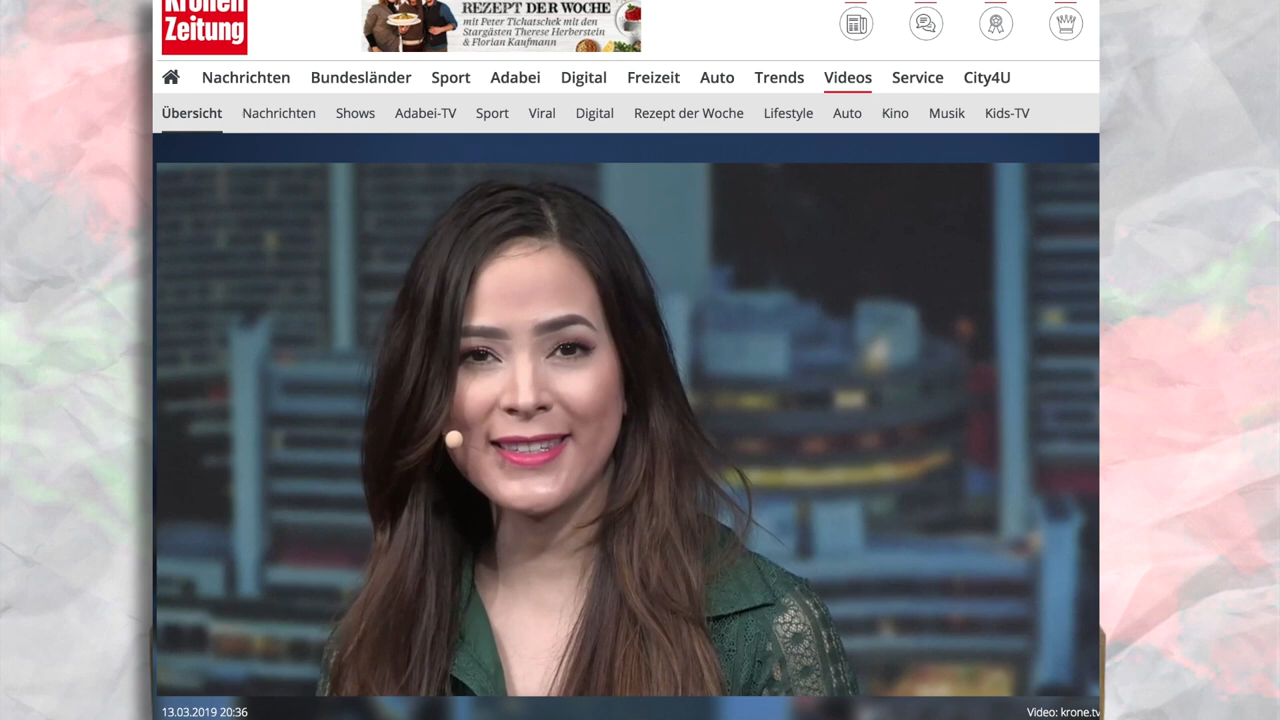 Kronen
Zeitung
REZEPT DER WOCHE
mit Peter Tichatschek mit den
Stargästen Therese Herberstein
& Florian Kaufmann
Nachrichten Bundesländer Sport Adabei Digital Freizeit Auto Trends Videos Service City4U
Übersicht Nachrichten Shows Adabei-TV Sport Viral Digital Rezept der Woche Lifestyle Auto Kino Musik Kids-TV
13.03.2019 20:36 Video: krone.tv